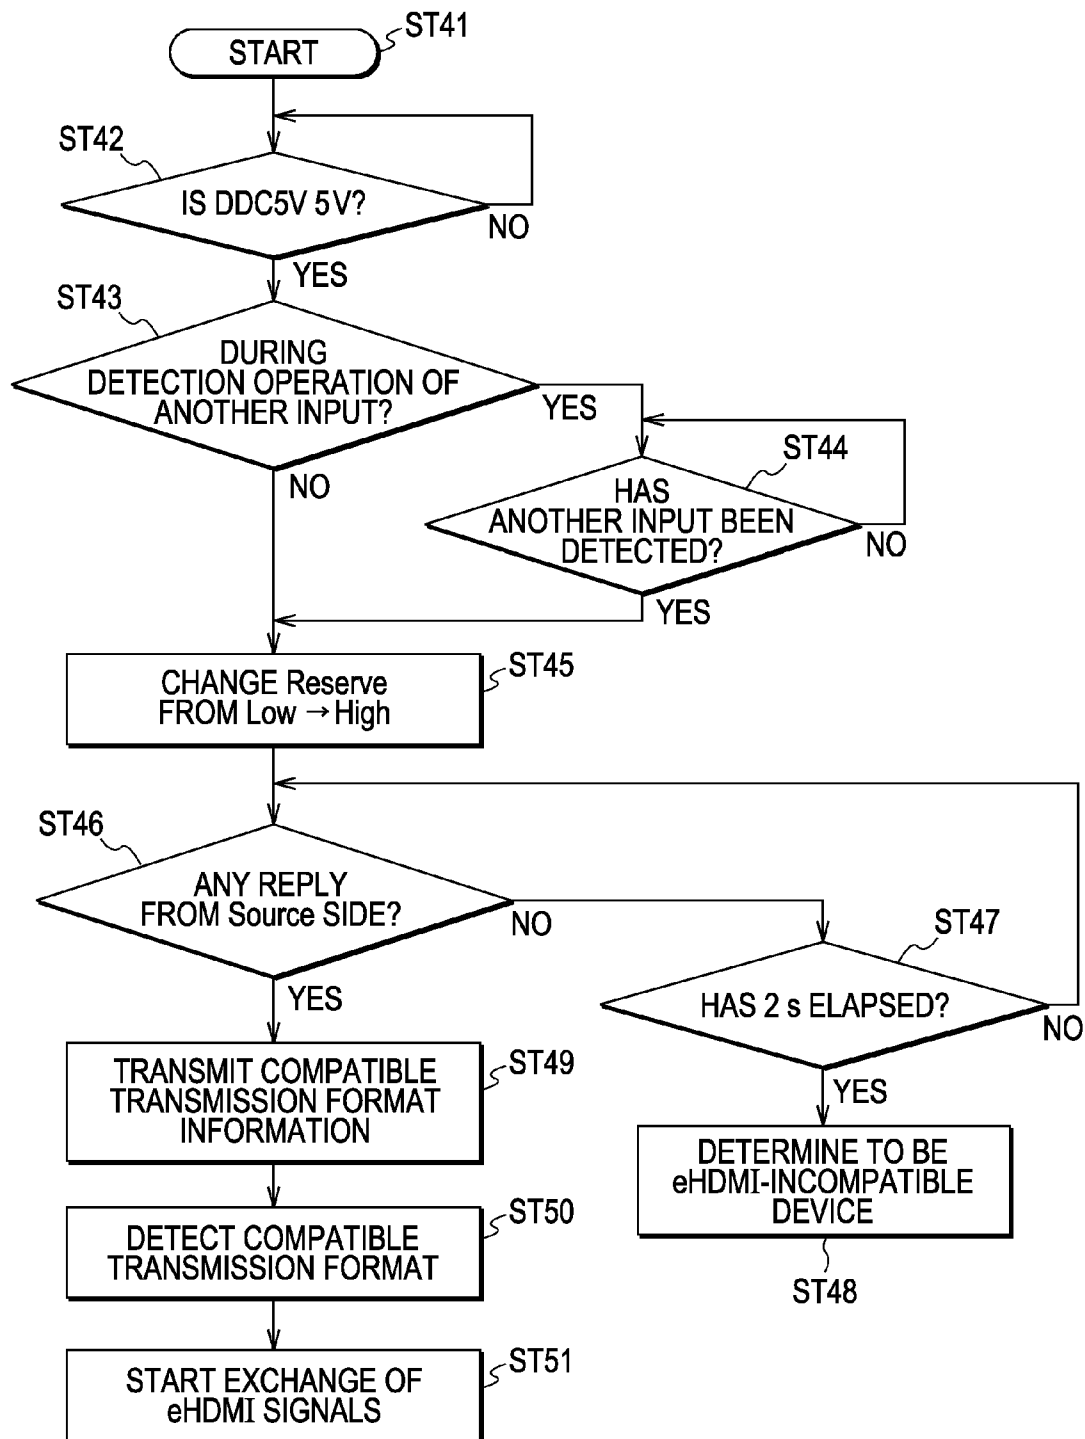 START
ST41
ST42
IS DDC5V 5V?
NO
YES
ST43
DURING
DETECTION OPERATION OF
ANOTHER INPUT?
YES
NO
ST44
HAS
ANOTHER INPUT BEEN
DETECTED?
NO
YES
ST45
CHANGE Reserve
FROM Low → High
ST46
ANY REPLY
FROM Source SIDE?
NO
YES
ST47
HAS 2 s ELAPSED?
NO
YES
ST49
TRANSMIT COMPATIBLE
TRANSMISSION FORMAT
INFORMATION
DETERMINE TO BE
eHDMI-INCOMPATIBLE
DEVICE
ST48
ST50
DETECT COMPATIBLE
TRANSMISSION FORMAT
ST51
START EXCHANGE OF
eHDMI SIGNALS